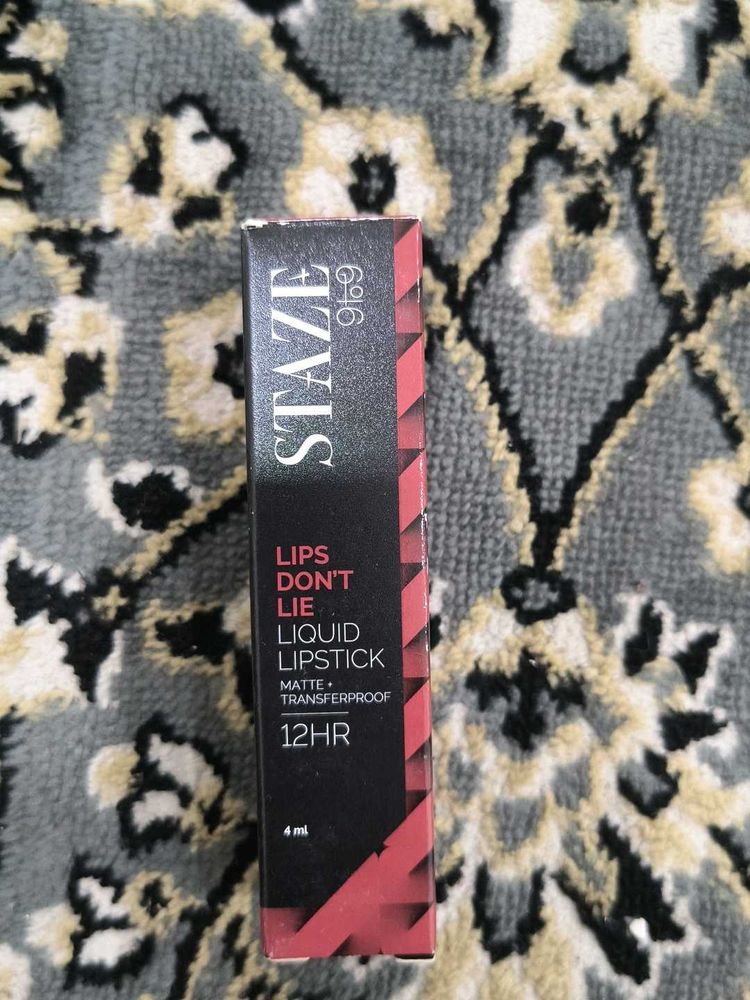 STAZE
9to9
LIPS
DON'T
LIE
LIQUID
LIPSTICK
MATTE +
TRANSFERPROOF
12HR
4 ml